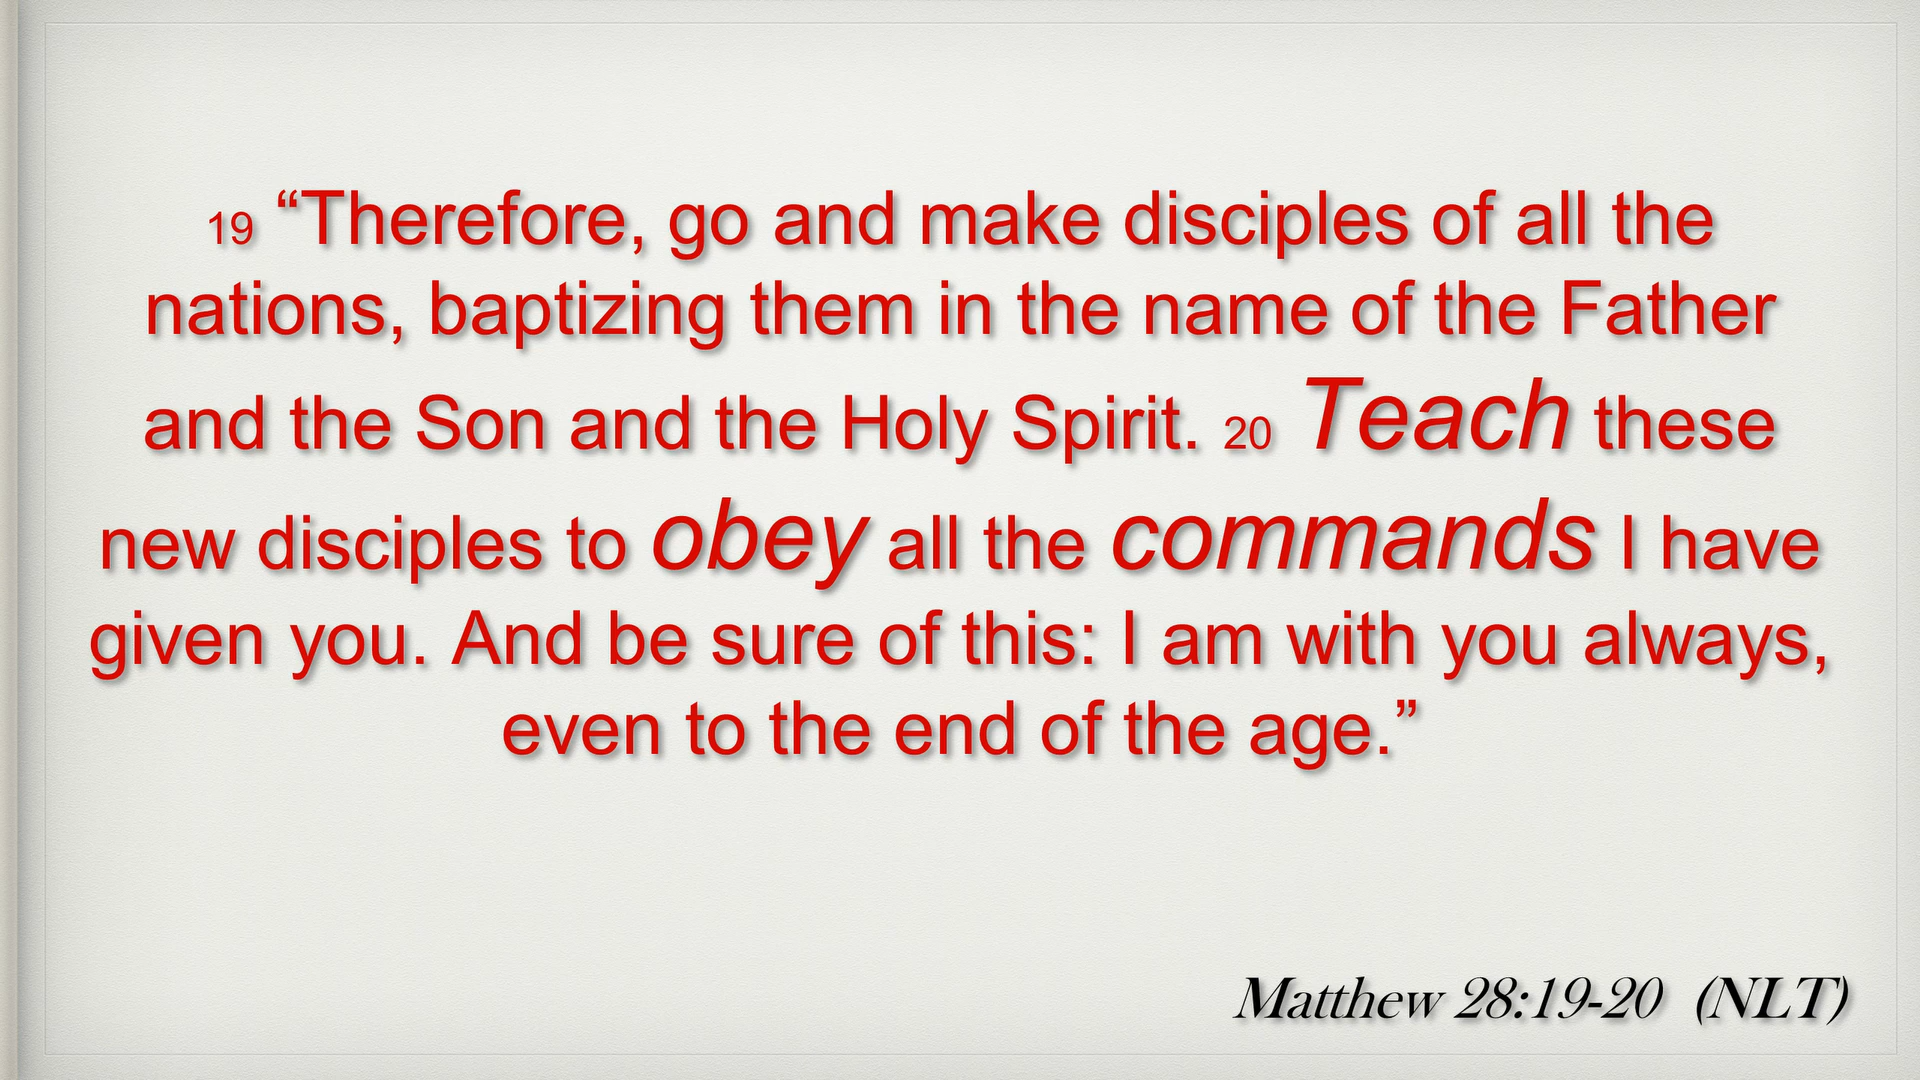 19 “Therefore, go and make disciples of all the
nations, baptizing them in the name of the Father
and the Son and the Holy Spirit. 20 Teach these
new disciples to obey all the commands I have
given you. And be sure of this: I am with you always,
even to the end of the age.”
Matthew 28:19-20 (NLT)